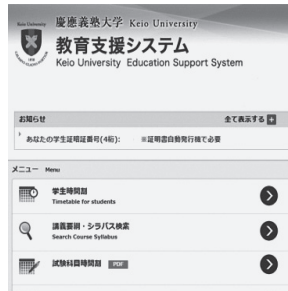 Keio University
慶應義塾大学 Keio University
教育支援システム
Keio University Education Support System
お知らせ 全て表示する +
あなたの学生証暗証番号(4桁): ※証明書自動発行機で必要
メニュー Menu
学生時間割
Timetable for students
講義要綱・シラバス検索
Search Course Syllabus
試験科目時間割 PDF